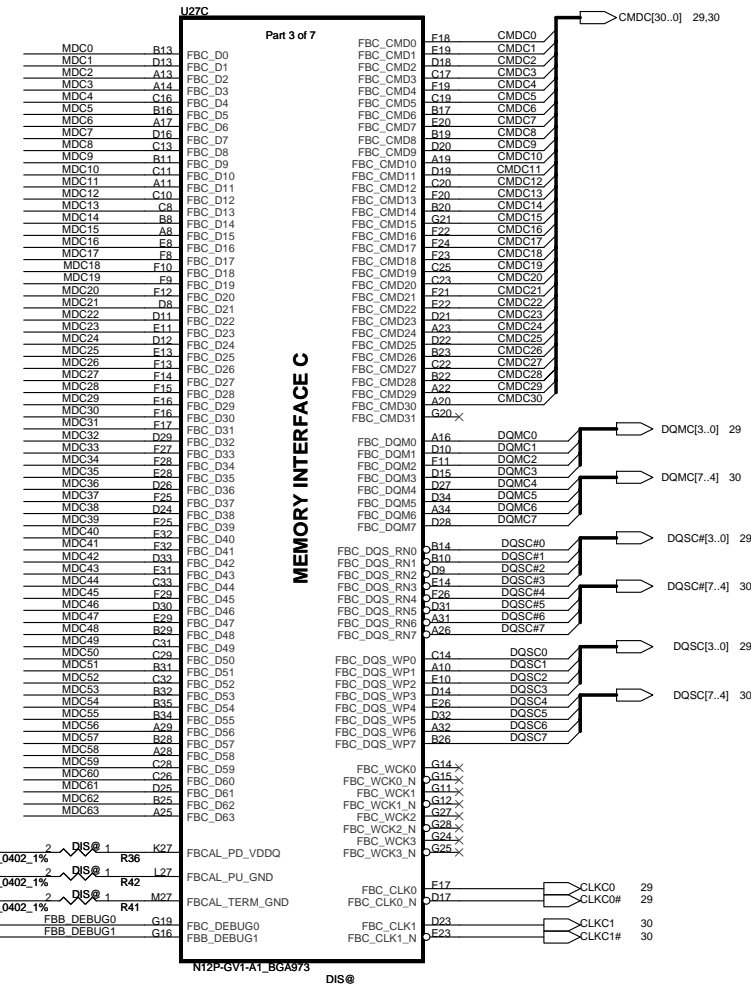 U27C
Part 3 of 7
MDC0 B13 FBC_D0
MDC1 D13 FBC_D1
MDC2 A13 FBC_D2
MDC3 A14 FBC_D3
MDC4 C16 FBC_D4
MDC5 B16 FBC_D5
MDC6 A17 FBC_D6
MDC7 D16 FBC_D7
MDC8 C13 FBC_D8
MDC9 B11 FBC_D9
MDC10 C11 FBC_D10
MDC11 A11 FBC_D11
MDC12 C10 FBC_D12
MDC13 C8 FBC_D13
MDC14 B8 FBC_D14
MDC15 A8 FBC_D15
MDC16 E8 FBC_D16
MDC17 F8 FBC_D17
MDC18 F10 FBC_D18
MDC19 F9 FBC_D19
MDC20 F12 FBC_D20
MDC21 D8 FBC_D21
MDC22 D11 FBC_D22
MDC23 E11 FBC_D23
MDC24 D12 FBC_D24
MDC25 E13 FBC_D25
MDC26 F13 FBC_D26
MDC27 F14 FBC_D27
MDC28 F15 FBC_D28
MDC29 E16 FBC_D29
MDC30 F16 FBC_D30
MDC31 F17 FBC_D31
MDC32 D29 FBC_D32
MDC33 F27 FBC_D33
MDC34 F28 FBC_D34
MDC35 E28 FBC_D35
MDC36 D26 FBC_D36
MDC37 F25 FBC_D37
MDC38 D24 FBC_D38
MDC39 E25 FBC_D39
MDC40 E32 FBC_D40
MDC41 F32 FBC_D41
MDC42 D33 FBC_D42
MDC43 E31 FBC_D43
MDC44 C33 FBC_D44
MDC45 F29 FBC_D45
MDC46 D30 FBC_D46
MDC47 E29 FBC_D47
MDC48 B29 FBC_D48
MDC49 C31 FBC_D49
MDC50 C29 FBC_D50
MDC51 B31 FBC_D51
MDC52 C32 FBC_D52
MDC53 B32 FBC_D53
MDC54 B35 FBC_D54
MDC55 B34 FBC_D55
MDC56 A29 FBC_D56
MDC57 B28 FBC_D57
MDC58 A28 FBC_D58
MDC59 C28 FBC_D59
MDC60 C26 FBC_D60
MDC61 D25 FBC_D61
MDC62 B25 FBC_D62
MDC63 A25 FBC_D63
_0402_1% 2 DIS@ 1 R36 K27 FBCAL_PD_VDDQ
_0402_1% 2 DIS@ 1 R42 L27 FBCAL_PU_GND
_0402_1% 2 DIS@ 1 R41 M27 FBCAL_TERM_GND
FBB_DEBUG0 G19 FBC_DEBUG0
FBB_DEBUG1 G16 FBB_DEBUG1
MEMORY INTERFACE C
FBC_CMD0 F18 CMDC0
FBC_CMD1 E19 CMDC1
FBC_CMD2 D18 CMDC2
FBC_CMD3 C17 CMDC3
FBC_CMD4 F19 CMDC4
FBC_CMD5 C19 CMDC5
FBC_CMD6 B17 CMDC6
FBC_CMD7 E20 CMDC7
FBC_CMD8 B19 CMDC8
FBC_CMD9 D20 CMDC9
FBC_CMD10 A19 CMDC10
FBC_CMD11 D19 CMDC11
FBC_CMD12 C20 CMDC12
FBC_CMD13 F20 CMDC13
FBC_CMD14 B20 CMDC14
FBC_CMD15 G21 CMDC15
FBC_CMD16 F22 CMDC16
FBC_CMD17 F24 CMDC17
FBC_CMD18 F23 CMDC18
FBC_CMD19 C25 CMDC19
FBC_CMD20 C23 CMDC20
FBC_CMD21 F21 CMDC21
FBC_CMD22 E22 CMDC22
FBC_CMD23 D21 CMDC23
FBC_CMD24 A23 CMDC24
FBC_CMD25 D22 CMDC25
FBC_CMD26 B23 CMDC26
FBC_CMD27 C22 CMDC27
FBC_CMD28 B22 CMDC28
FBC_CMD29 A22 CMDC29
FBC_CMD30 A20 CMDC30
FBC_CMD31 G20
CMDC[30..0] 29,30
FBC_DQM0 A16 DQMC0
FBC_DQM1 D10 DQMC1
FBC_DQM2 F11 DQMC2
FBC_DQM3 D15 DQMC3
FBC_DQM4 D27 DQMC4
FBC_DQM5 D34 DQMC5
FBC_DQM6 A34 DQMC6
FBC_DQM7 D28 DQMC7
DQMC[3..0] 29
DQMC[7..4] 30
FBC_DQS_RN0 B14 DQSC#0
FBC_DQS_RN1 B10 DQSC#1
FBC_DQS_RN2 D9 DQSC#2
FBC_DQS_RN3 E14 DQSC#3
FBC_DQS_RN4 F26 DQSC#4
FBC_DQS_RN5 D31 DQSC#5
FBC_DQS_RN6 A31 DQSC#6
FBC_DQS_RN7 A26 DQSC#7
DQSC#[3..0] 29
DQSC#[7..4] 30
FBC_DQS_WP0 C14 DQSC0
FBC_DQS_WP1 A10 DQSC1
FBC_DQS_WP2 E10 DQSC2
FBC_DQS_WP3 D14 DQSC3
FBC_DQS_WP4 E26 DQSC4
FBC_DQS_WP5 D32 DQSC5
FBC_DQS_WP6 A32 DQSC6
FBC_DQS_WP7 B26 DQSC7
DQSC[3..0] 29
DQSC[7..4] 30
FBC_WCK0 G14
FBC_WCK0_N G15
FBC_WCK1 G11
FBC_WCK1_N G12
FBC_WCK2 G27
FBC_WCK2_N G28
FBC_WCK3 G24
FBC_WCK3_N G25
FBC_CLK0 E17 CLKC0 29
FBC_CLK0_N D17 CLKC0# 29
FBC_CLK1 D23 CLKC1 30
FBC_CLK1_N E23 CLKC1# 30
N12P-GV1-A1_BGA973
DIS@